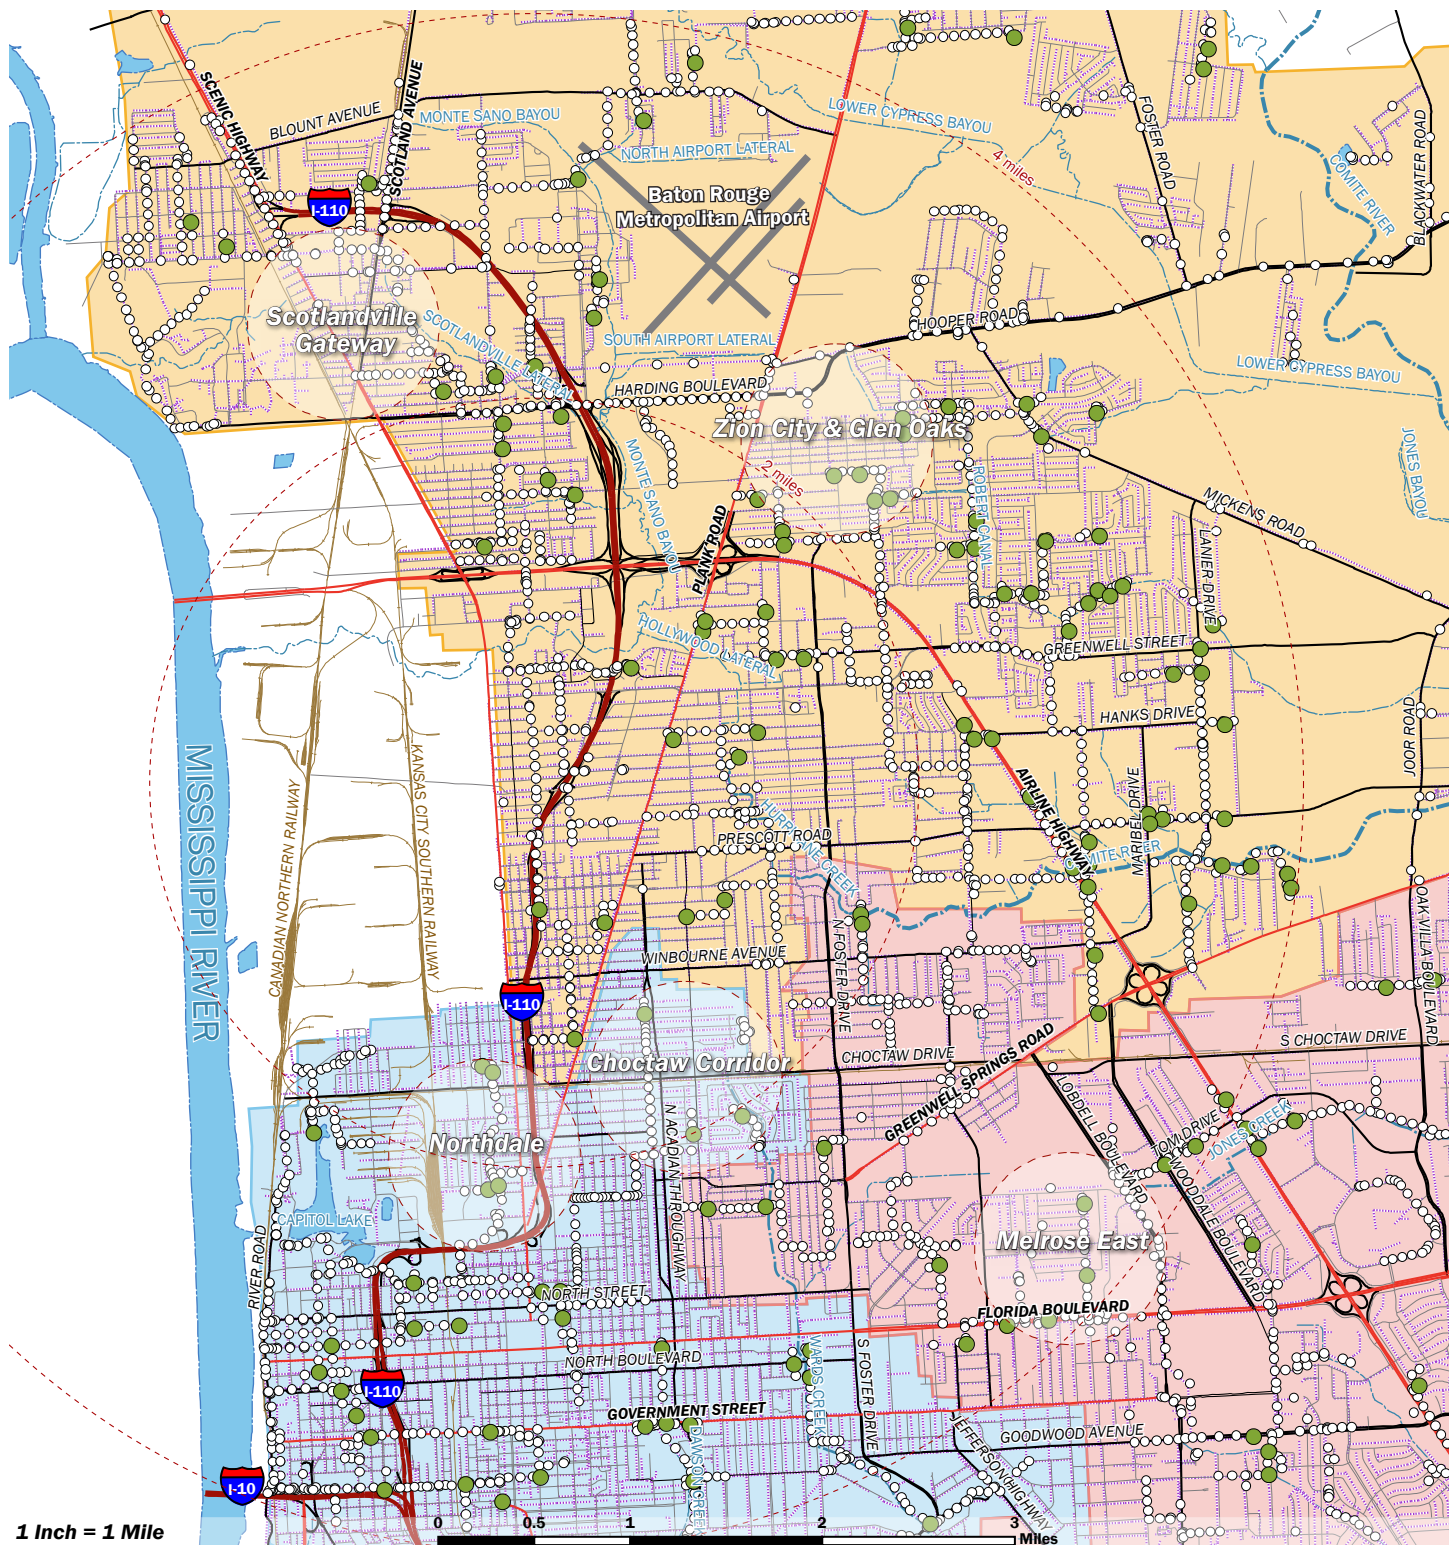 SCENIC HIGHWAY
BLOUNT AVENUE
SCOTLAND AVENUE
MONTE SANO BAYOU
LOWER CYPRESS BAYOU
FOSTER ROAD
BLACKWATER ROAD
COMITE RIVER
NORTH AIRPORT LATERAL
4 miles
Baton Rouge
Metropolitan Airport
I-110
Scotlandville
Gateway
SCOTLANDVILLE LATERAL
SOUTH AIRPORT LATERAL
HOOPER ROAD
LOWER CYPRESS BAYOU
HARDING BOULEVARD
Zion City & Glen Oaks
MONTE SANO BAYOU
2 miles
ROBERT CANAL
JONES BAYOU
MICKENS ROAD
PLANK ROAD
LANIER DRIVE
HOLLYWOOD LATERAL
GREENWELL STREET
HANKS DRIVE
JOOR ROAD
MISSISSIPPI RIVER
CANADIAN NORTHERN RAILWAY
KANSAS CITY SOUTHERN RAILWAY
AIRLINE HIGHWAY
MARIBEL DRIVE
HURRICANE CREEK
PRESCOTT ROAD
COMITE RIVER
N FOSTER DRIVE
OAK VILLA BOULEVARD
WINBOURNE AVENUE
I-110
Choctaw Corridor
CHOCTAW DRIVE
S CHOCTAW DRIVE
GREENWELL SPRINGS ROAD
LOBDELL BOULEVARD
Northdale
N ACADIAN THROUGHWAY
TOM DRIVE
JONES CREEK
WOODDALE BOULEVARD
CAPITOL LAKE
Melrose East
RIVER ROAD
NORTH STREET
FLORIDA BOULEVARD
NORTH BOULEVARD
WARDS CREEK
S FOSTER DRIVE
I-110
GOVERNMENT STREET
DAWSON CREEK
JEFFERSON HIGHWAY
GOODWOOD AVENUE
I-10
1 Inch = 1 Mile
0 0.5 1 2 3
Miles